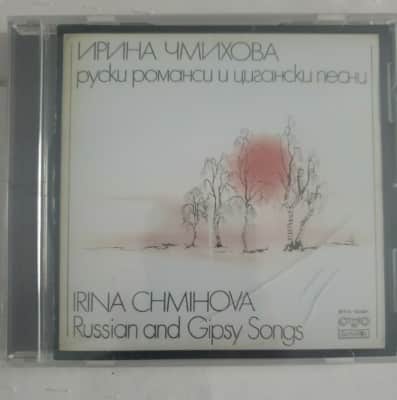 ИРИНА ЧМИХОВА
руски романси и цигански песни
IRINA CHMIHOVA
Russian and Gipsy Songs